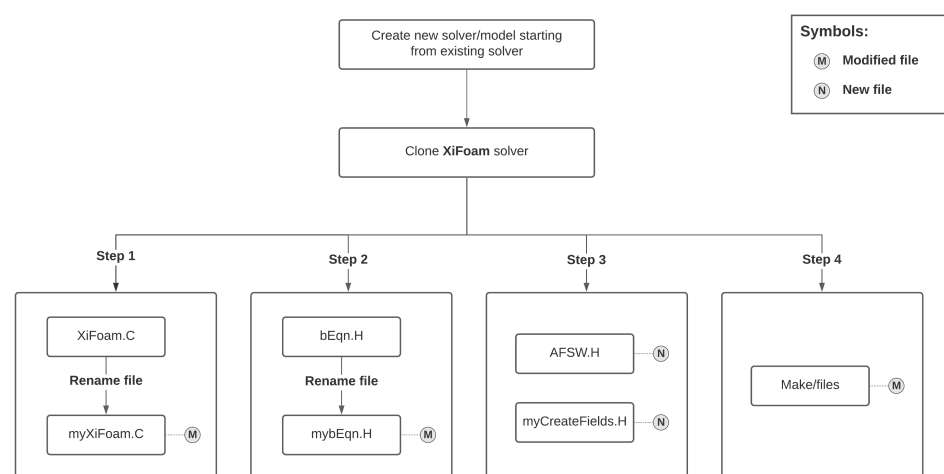 Create new solver/model starting
from existing solver
Symbols:
M Modified file
N New file
Clone XiFoam solver
Step 1
Step 2
Step 3
Step 4
XiFoam.C
Rename file
myXiFoam.C
M
bEqn.H
Rename file
mybEqn.H
M
AFSW.H
N
myCreateFields.H
N
Make/files
M